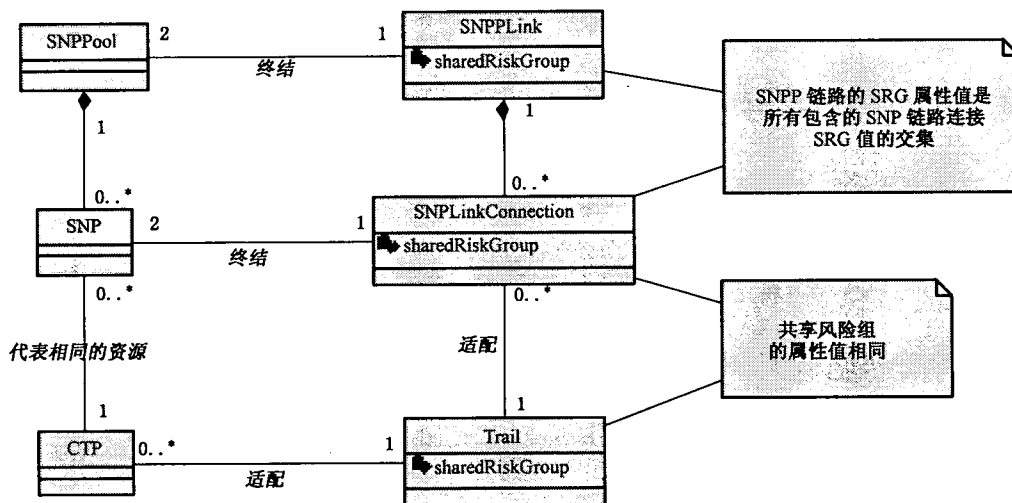 SNPPool
2
1
SNPPLink
sharedRiskGroup
终结
SNPP 链路的 SRG 属性值是
所有包含的 SNP 链路连接
SRG 值的交集
1
1
0..*
0..*
SNP
2
1
SNPLinkConnection
sharedRiskGroup
终结
0..*
0..*
共享风险组
的属性值相同
代表相同的资源
适配
1
1
CTP
0..*
1
Trail
sharedRiskGroup
适配